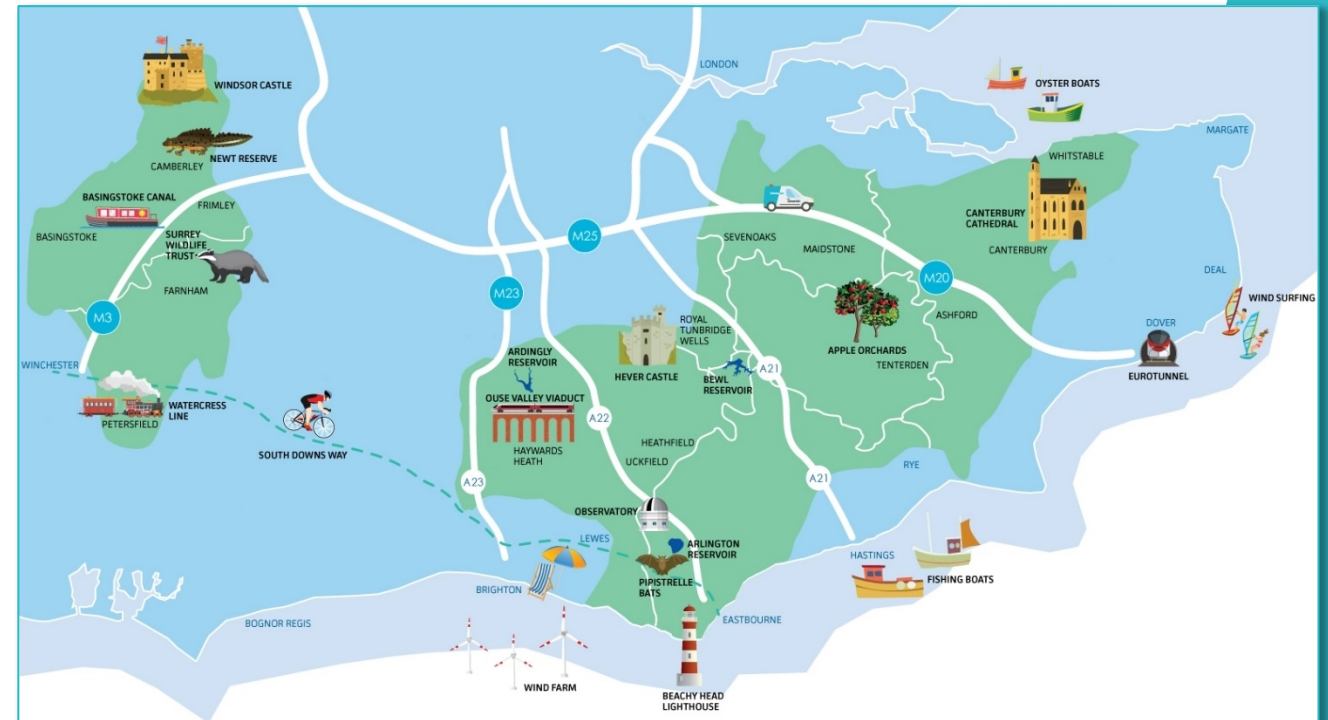 LONDON
OYSTER BOATS
WINDSOR CASTLE
MARGATE
WHITSTABLE
NEWT RESERVE
CAMBERLEY
BASINGSTOKE CANAL
FRIMLEY
CANTERBURY
CATHEDRAL
BASINGSTOKE
SURREY
WILDLIFE
TRUST
M25
SEVENOAKS
MAIDSTONE
CANTERBURY
DEAL
FARNHAM
M23
M20
WIND SURFING
M3
ROYAL
TUNBRIDGE
WELLS
ASHFORD
DOVER
ARDINGLY
RESERVOIR
APPLE ORCHARDS
WINCHESTER
HEVER CASTLE
BEWL
RESERVOIR
A21
TENTERDEN
EUROTUNNEL
OUSE VALLEY VIADUCT
WATERCRESS
LINE
PETERSFIELD
A22
SOUTH DOWNS WAY
HAYWARDS
HEATH
HEATHFIELD
UCKFIELD
RYE
A23
A21
OBSERVATORY
LEWES
ARLINGTON
RESERVOIR
HASTINGS
FISHING BOATS
PIPISTRELLE
BATS
BRIGHTON
BOGNOR REGIS
EASTBOURNE
WIND FARM
BEACHY HEAD
LIGHTHOUSE